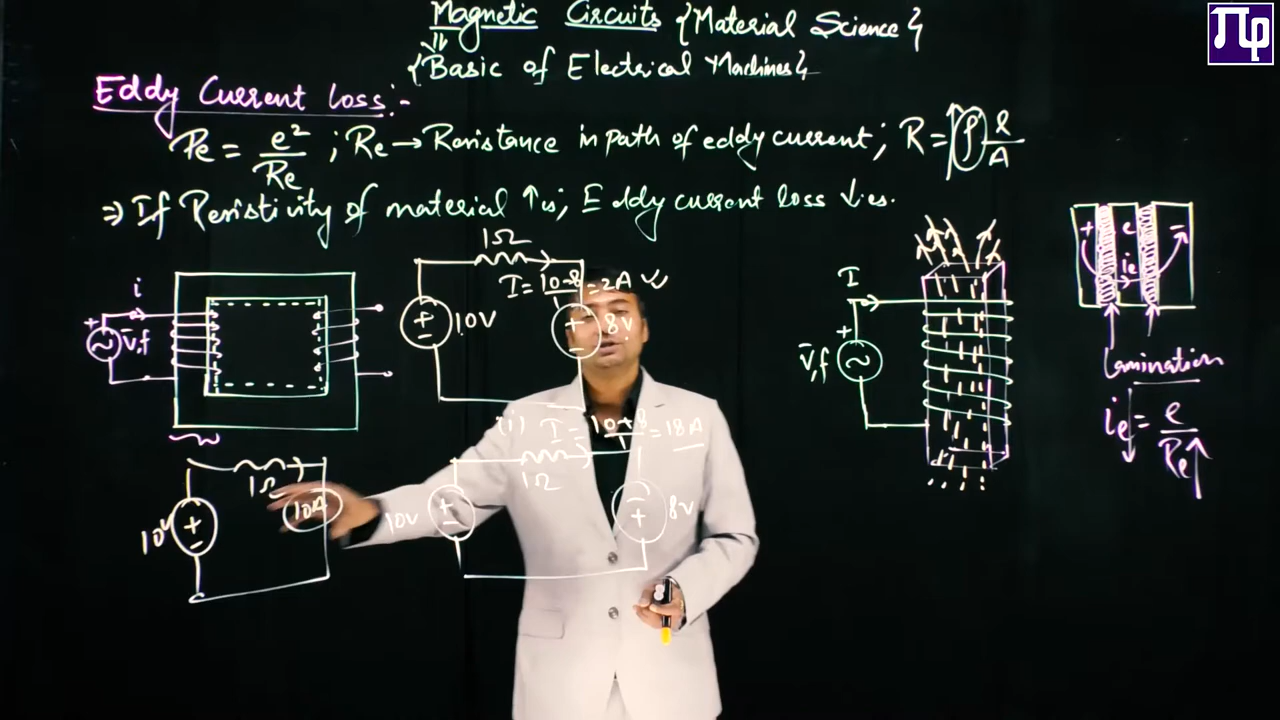 Magnetic Circuits {Material Science}
{Basic of Electrical Machines}
Eddy Current Loss:-
Pe = e²/Re ; Re → Resistance in path of eddy current; R = ρ l/A
⇒ If Resistivity of material ↑es; Eddy current loss ↓es.
i
+
v̄,f
1Ω
I = 10-8/1 = 2A ✓
10V
+
-
8V
+
-
I
+
v̄,f
+ e -
ie
Lamination
ie↓ = e/Re↑
1Ω
10V
+
-
10A
(i) I = 10+8/1 = 18A
1Ω
10V
+
-
8V
-
+
Πφ